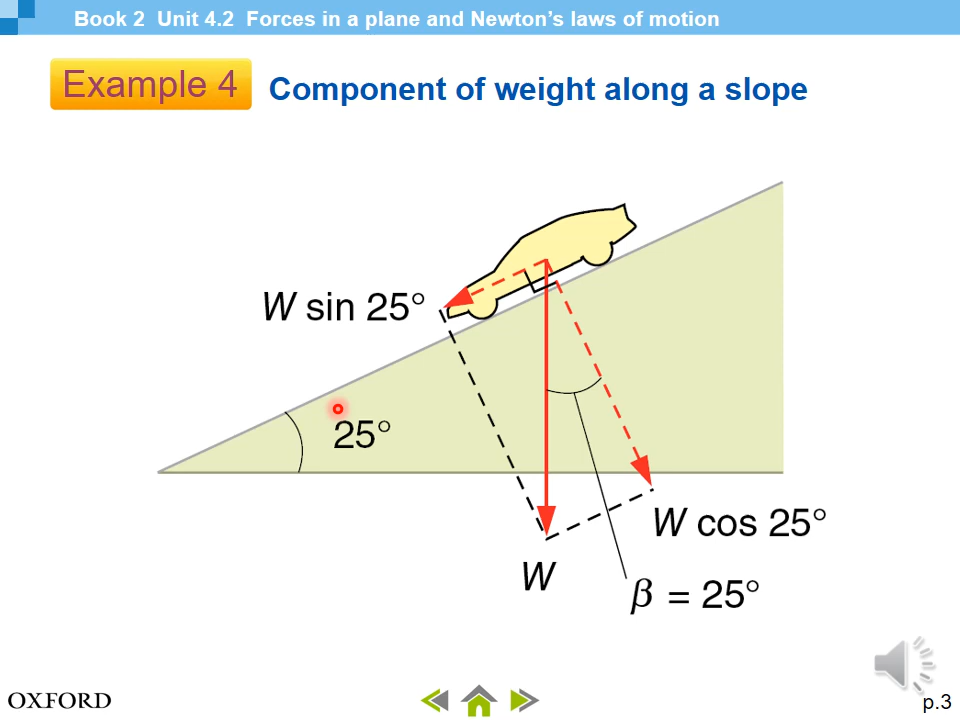 Book 2 Unit 4.2 Forces in a plane and Newton’s laws of motion
Example 4
Component of weight along a slope
W sin 25°
25°
W cos 25°
W
β = 25°
OXFORD
p.3